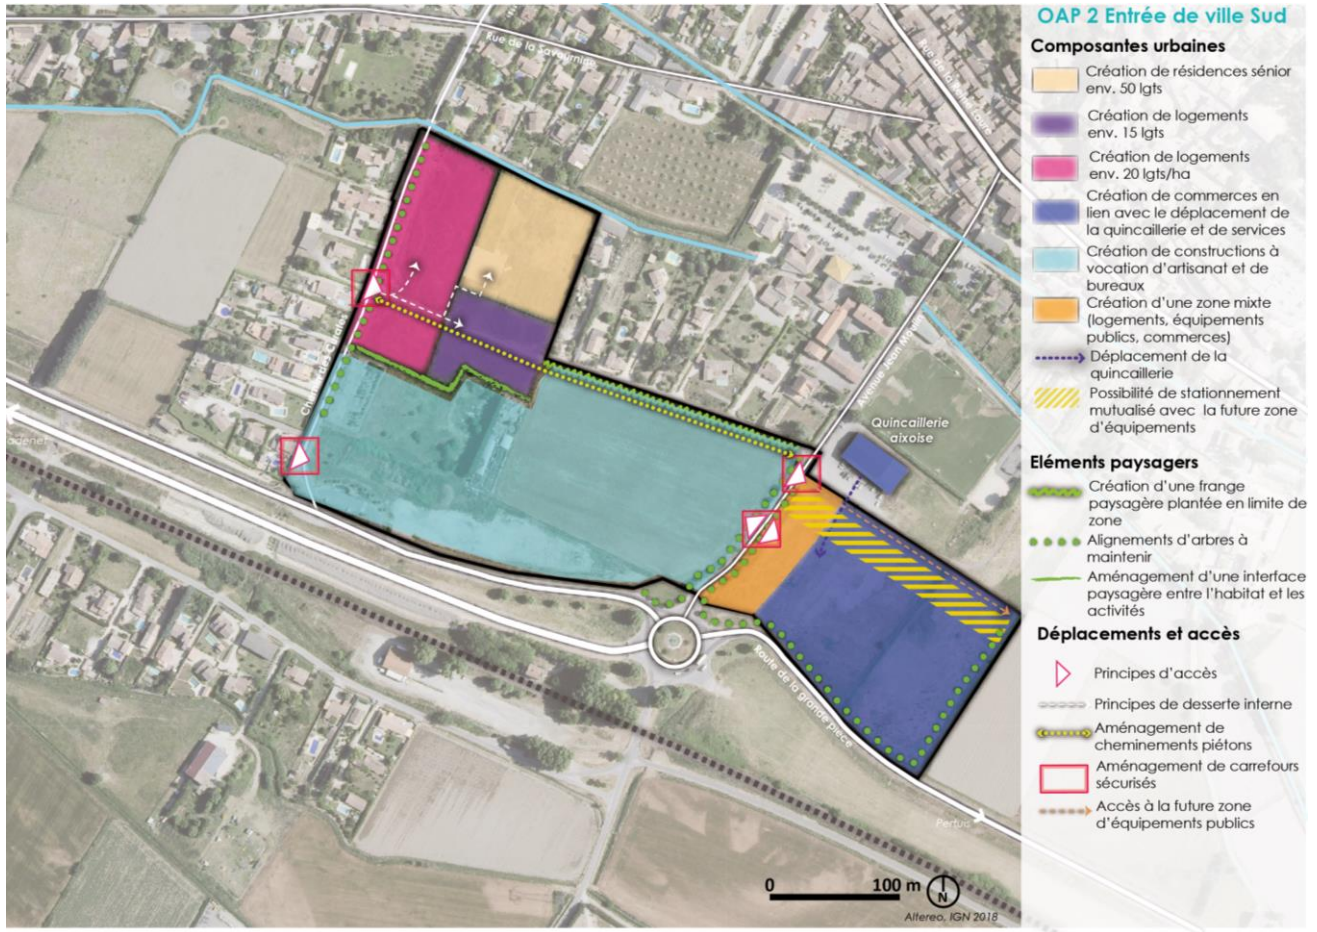 OAP 2 Entrée de ville Sud
Composantes urbaines
Création de résidences sénior
env. 50 lgts
Création de logements
env. 15 lgts
Création de logements
env. 20 lgts/ha
Création de commerces en
lien avec le déplacement de
la quincaillerie et de services
Création de constructions à
vocation d'artisanat et de
bureaux
Création d'une zone mixte
(logements, équipements
publics, commerces)
Déplacement de la
quincaillerie
Possibilité de stationnement
mutualisé avec la future zone
d'équipements
Eléments paysagers
Création d'une frange
paysagère plantée en limite de
zone
Alignements d'arbres à
maintenir
Aménagement d'une interface
paysagère entre l'habitat et les
activités
Déplacements et accès
Principes d'accès
Principes de desserte interne
Aménagement de
cheminements piétons
Aménagement de carrefours
sécurisés
Accès à la future zone
d'équipements publics
Rue de la
Rue de la
Avenue Jean
Quincaillerie
aixoise
Route de la grande pièce
Pertuis
0 100 m
N
Altereo, IGN 2018